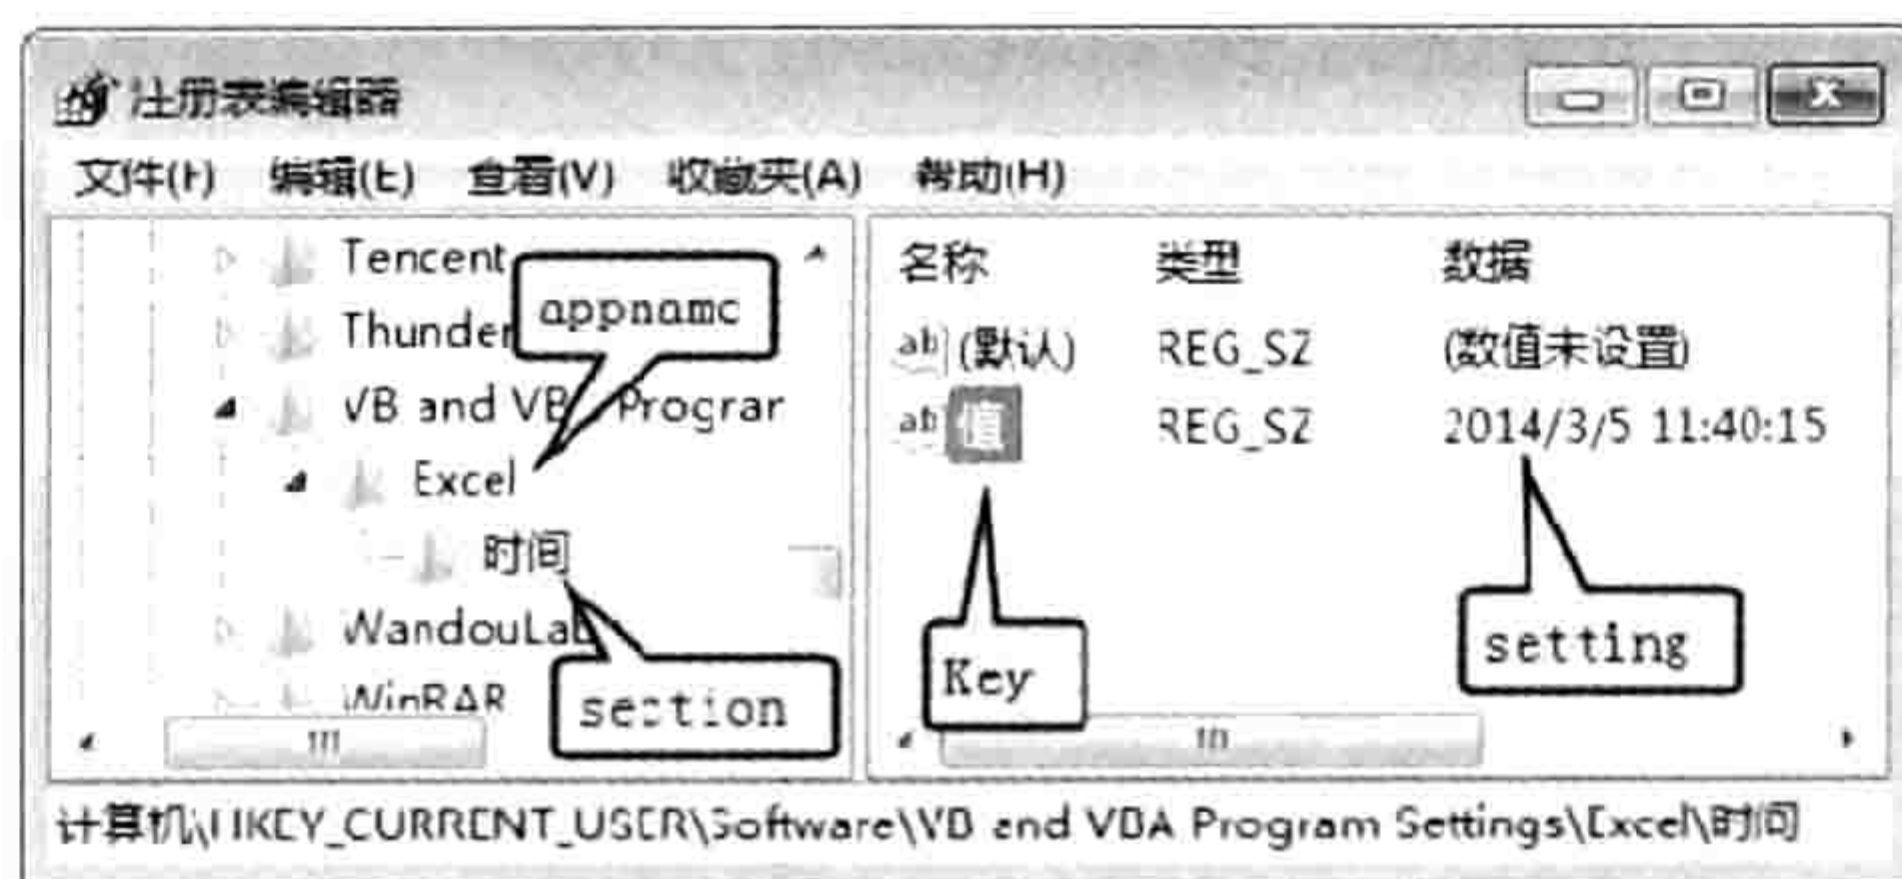 注册表编辑器
文件(F) 编辑(E) 查看(V) 收藏夹(A) 帮助(H)
Tencent
appname
Thunder
VB and VB Prograr
Excel
时间
WandouLab
section
WinRAR
名称 类型 数据
ab (默认) REG_SZ (数值未设置)
ab 值 REG_SZ 2014/3/5 11:40:15
Key
setting
计算机\HKEY_CURRENT_USER\Software\VB and VBA Program Settings\Excel\时间